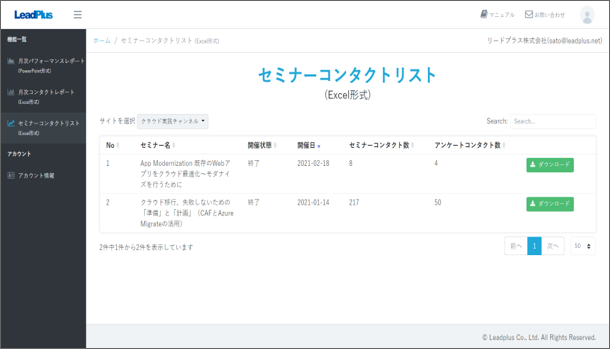 LeadPlus
マニュアル
お問い合わせ
機能一覧
月次パフォーマンスレポート
(PowerPoint形式)
月次コンタクトレポート
(Excel形式)
セミナーコンタクトリスト
(Excel形式)
アカウント
アカウント情報
ホーム / セミナーコンタクトリスト (Excel形式)
リードプラス株式会社(sato@leadplus.net)
セミナーコンタクトリスト
(Excel形式)
サイトを選択 クラウド実践チャンネル
Search: Search...
No セミナー名 開催状態 開催日 セミナーコンタクト数 アンケートコンタクト数
1 App Modernization 既存のWebア
プリをクラウド最適化～モダナイ
ズを行うために
終了 2021-02-18 8 4 ダウンロード
2 クラウド移行、失敗しないための
「準備」と「計画」（CAFとAzure
Migrateの活用）
終了 2021-01-14 217 50 ダウンロード
2件中1件から2件を表示しています
前へ 1 次へ 50
© Leadplus Co., Ltd. All Rights Reserved.